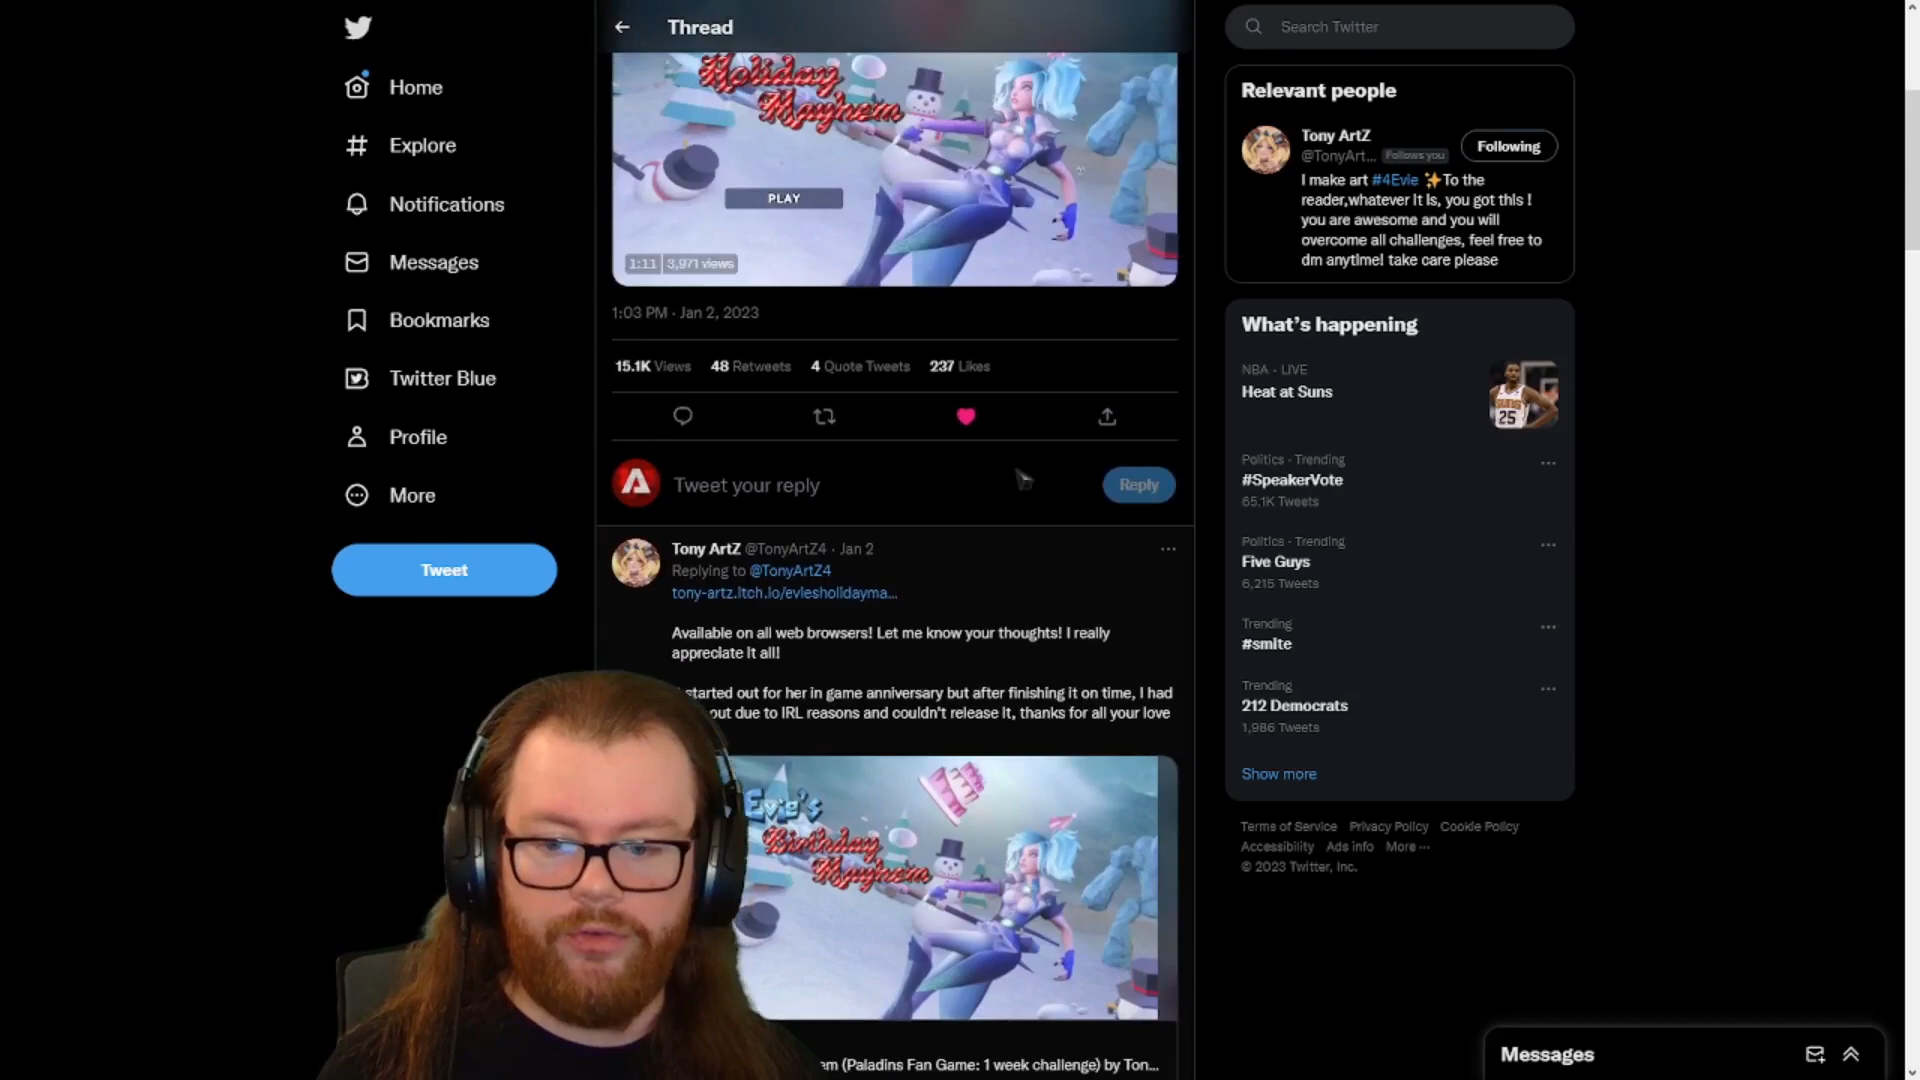 Home
Explore
Notifications
Messages
Bookmarks
Twitter Blue
Profile
More
Tweet
Thread
Holiday
Mayhem
PLAY
1:11 3,971 views
1:03 PM · Jan 2, 2023
15.1K Views 48 Retweets 4 Quote Tweets 237 Likes
Tweet your reply
Reply
Tony ArtZ @TonyArtZ4 · Jan 2
Replying to @TonyArtZ4
tony-artz.itch.io/eviesholidayma...
Available on all web browsers! Let me know your thoughts! I really
appreciate it all!
started out for her in game anniversary but after finishing it on time, I had
out due to IRL reasons and couldn't release it, thanks for all your love
Evie's
Birthday
Mayhem
em (Paladins Fan Game: 1 week challenge) by Ton...
Search Twitter
Relevant people
Tony ArtZ
@TonyArt... Follows you
Following
I make art #4Evie ✨To the
reader,whatever it is, you got this !
you are awesome and you will
overcome all challenges, feel free to
dm anytime! take care please
What's happening
NBA · LIVE
Heat at Suns
SUNS
25
Politics · Trending
#SpeakerVote
65.1K Tweets
Politics · Trending
Five Guys
6,215 Tweets
Trending
#smite
Trending
212 Democrats
1,986 Tweets
Show more
Terms of Service Privacy Policy Cookie Policy
Accessibility Ads info More ...
© 2023 Twitter, Inc.
Messages